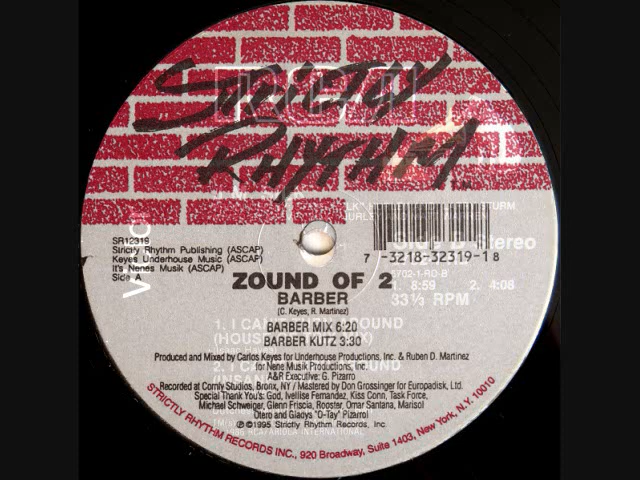 STRICTLY
RHYTHM
SR12319
Strictly Rhythm Publishing (ASCAP)
Keyes Underhouse Music (ASCAP)
It's Nenes Musik (ASCAP)
Side A
7 -3218-32319-1 8
Stereo
ZOUND OF 2
BARBER
5702-1-RD-B
1. 8:59 2. 4:08
33⅓ RPM
(C. Keyes, R. Martinez)
BARBER MIX 6:20
BARBER KUTZ 3:30
Produced and Mixed by Carlos Keyes for Underhouse Productions, Inc. & Ruben D. Martinez
for Nene Musik Productions, Inc.
A&R Executive: G. Pizarro
Recorded at Comly Studios, Bronx, NY / Mastered by Don Grossinger for Europadisk, Ltd.
Special Thank You's: God, Ivellise Fernandez, Kiss Conn, Task Force,
Michael Schweiger, Glenn Friscia, Rooster, Omar Santana, Marisol
Otero and Gladys "O-Tay" Pizarro!
℗©1995 Strictly Rhythm Records, Inc.
STRICTLY RHYTHM RECORDS INC., 920 Broadway, Suite 1403, New York, N.Y. 10010